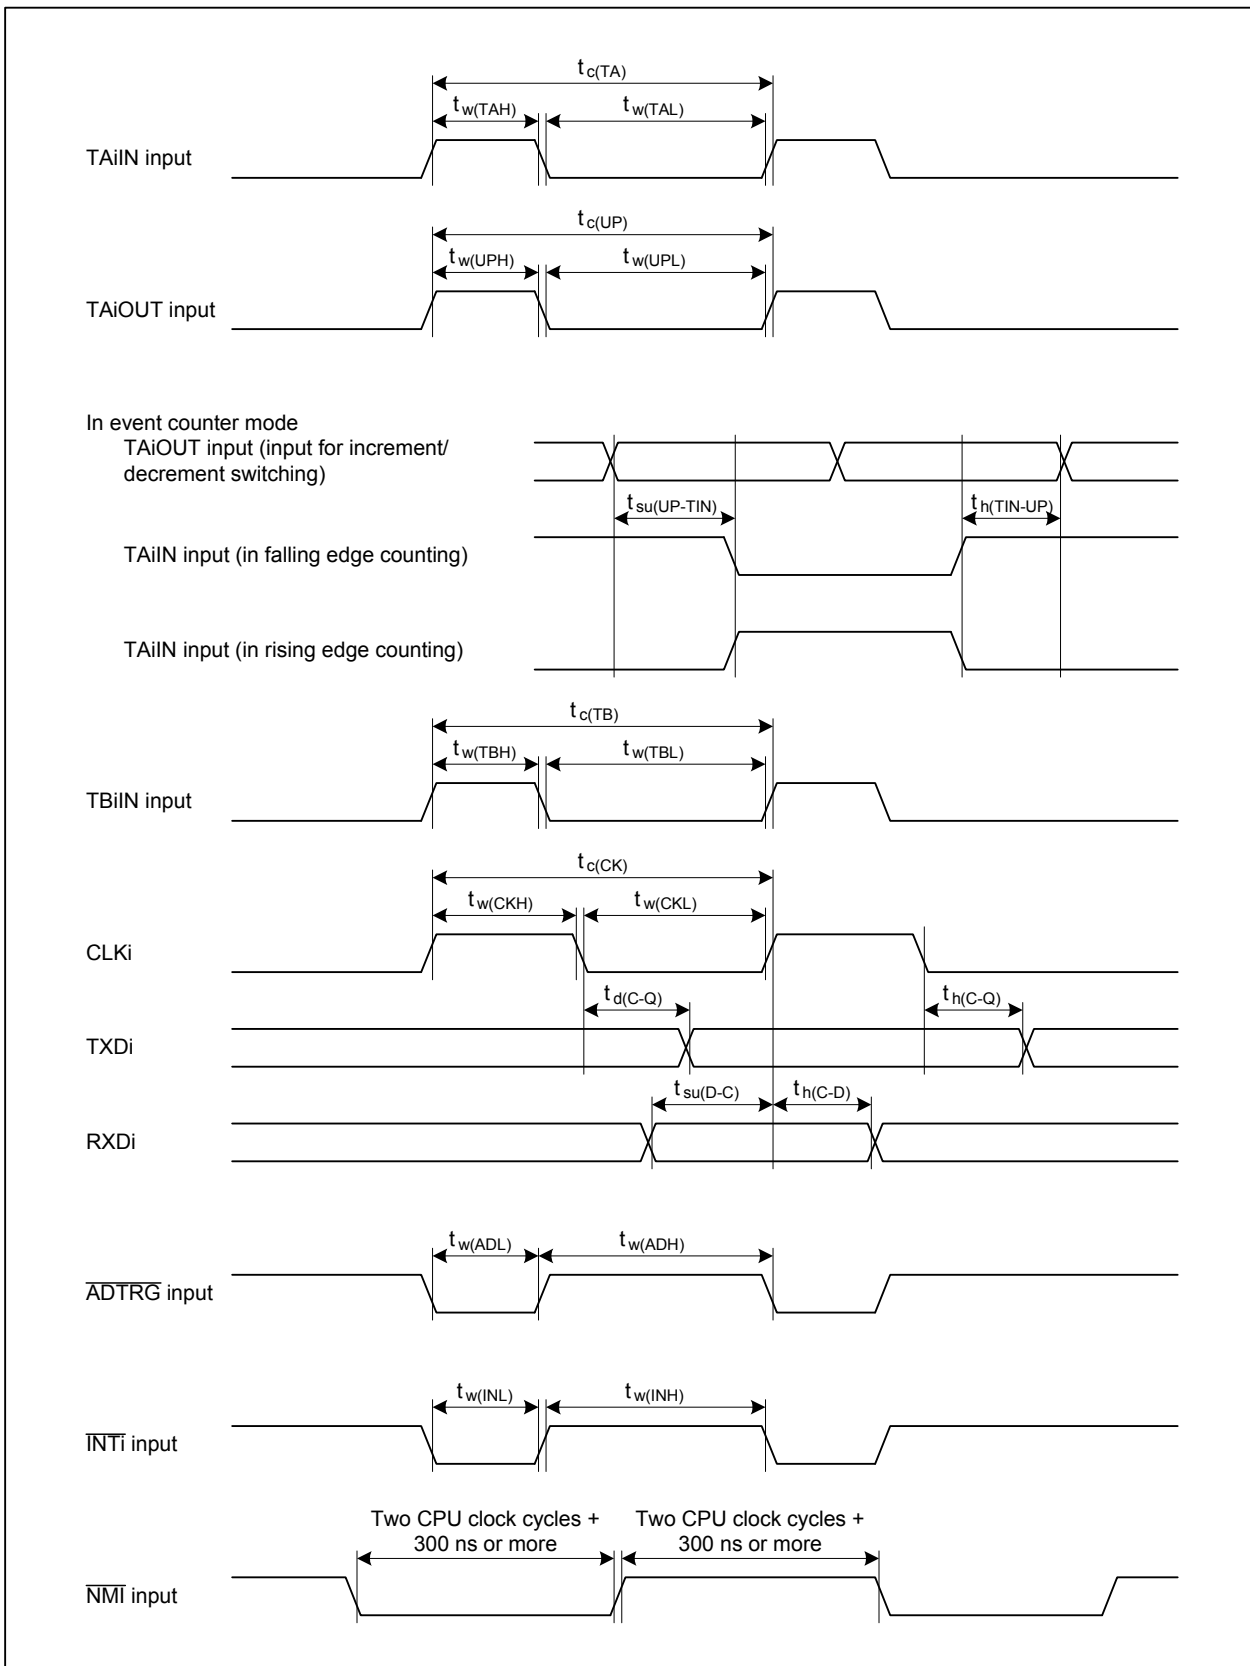 tc(TA)
tw(TAH) tw(TAL)
TAiIN input
tc(UP)
tw(UPH) tw(UPL)
TAiOUT input
In event counter mode
TAiOUT input (input for increment/
decrement switching)
tsu(UP-TIN) th(TIN-UP)
TAiIN input (in falling edge counting)
TAiIN input (in rising edge counting)
tc(TB)
tw(TBH) tw(TBL)
TBiIN input
tc(CK)
tw(CKH) tw(CKL)
CLKi
td(C-Q) th(C-Q)
TXDi
tsu(D-C) th(C-D)
RXDi
tw(ADL) tw(ADH)
ADTRG input
tw(INL) tw(INH)
INTi input
Two CPU clock cycles + Two CPU clock cycles +
300 ns or more 300 ns or more
NMI input